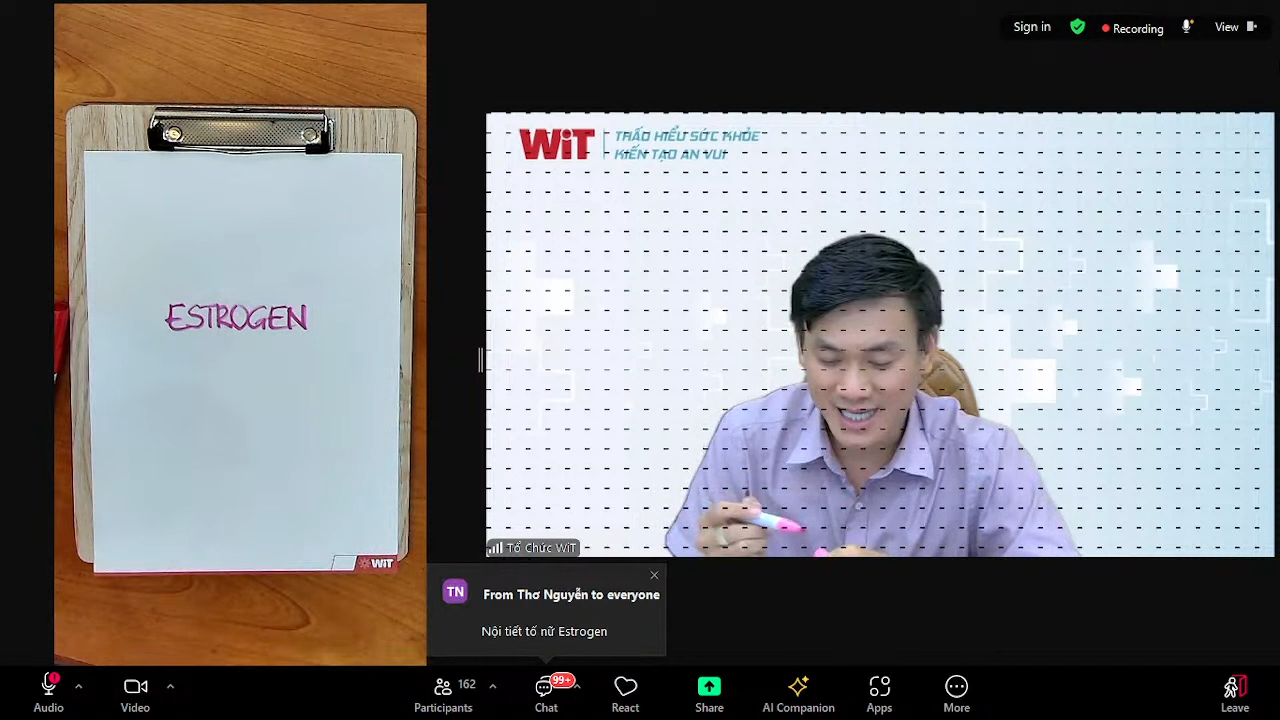 Sign in
Recording
View
WiT
THẤU HIỂU SỨC KHỎE
KIẾN TẠO AN VUI
ESTROGEN
WiT
Tổ Chức WiT
TN
From Thơ Nguyễn to everyone
Nội tiết tố nữ Estrogen
Audio
Video
162
Participants
99+
Chat
React
Share
AI Companion
Apps
More
Leave